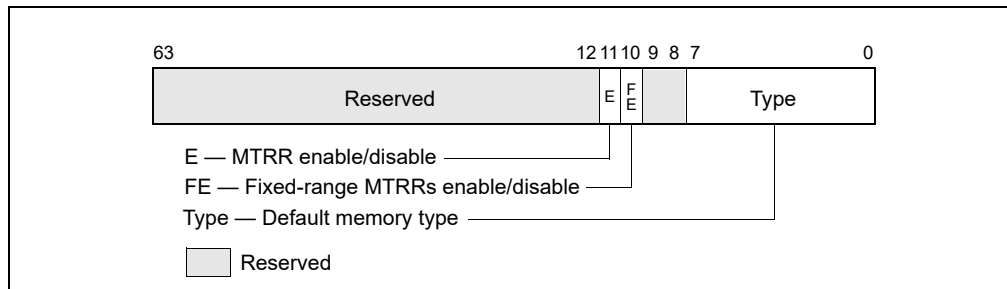 63 12 11 10 9 8 7 0
Reserved E FE Type
E — MTRR enable/disable
FE — Fixed-range MTRRs enable/disable
Type — Default memory type
Reserved